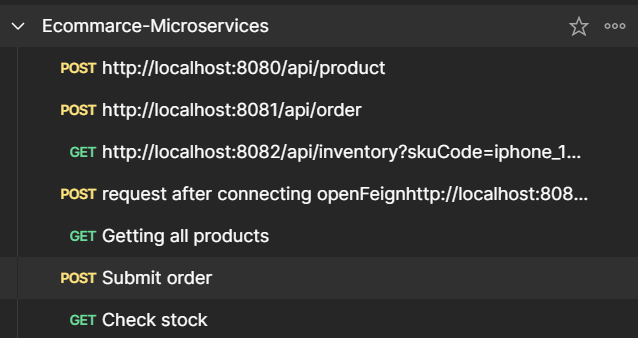 Ecommarce-Microservices
POST http://localhost:8080/api/product
POST http://localhost:8081/api/order
GET http://localhost:8082/api/inventory?skuCode=iphone_1...
POST request after connecting openFeignhttp://localhost:808...
GET Getting all products
POST Submit order
GET Check stock